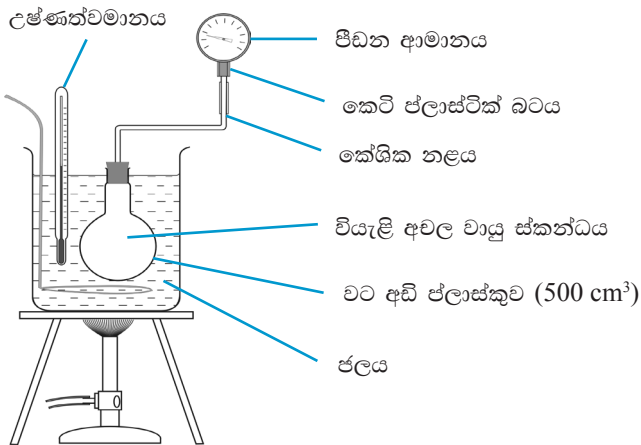 උෂ්ණත්වමානය
පීඩන ආමානය
කෙටි ප්ලාස්ටික් බටය
කේශික නළය
වියැළි අචල වායු ස්කන්ධය
වට අඩි ප්ලාස්කුව (500 cm³)
ජලය